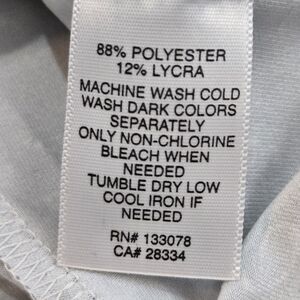 88% POLYESTER
12% LYCRA
MACHINE WASH COLD
WASH DARK COLORS
SEPARATELY
ONLY NON-CHLORINE
BLEACH WHEN
NEEDED
TUMBLE DRY LOW
COOL IRON IF
NEEDED
RN# 133078
CA# 28334